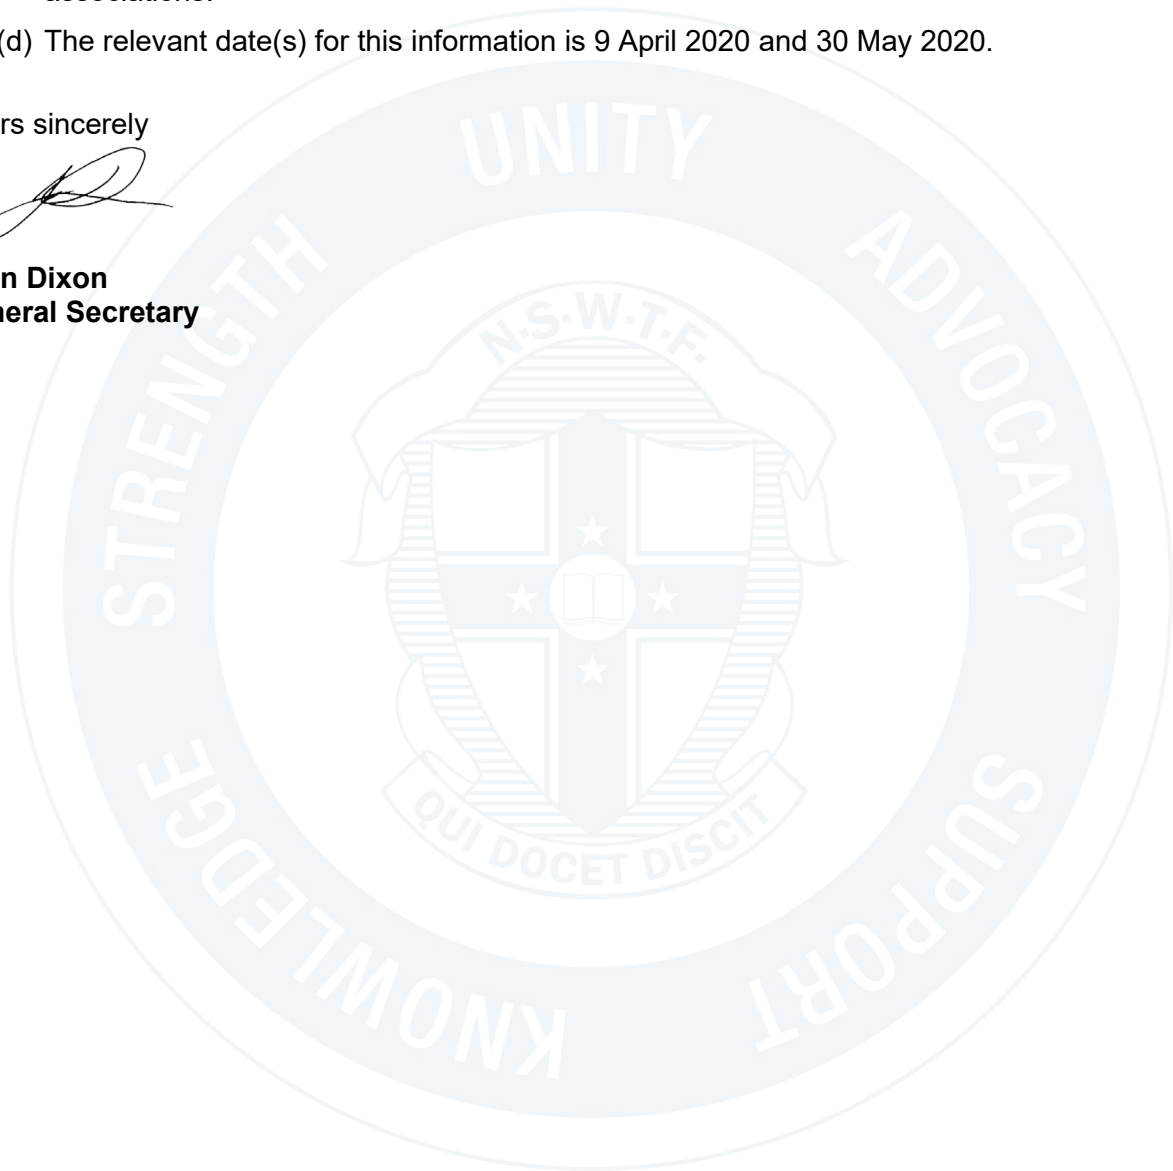 associations.
(d) The relevant date(s) for this information is 9 April 2020 and 30 May 2020.
rs sincerely
n Dixon
neral Secretary
UNITY
ADVOCACY
SUPPORT
KNOWLEDGE
STRENGTH
N·S·W·T·F·
QUI DOCET DISCIT